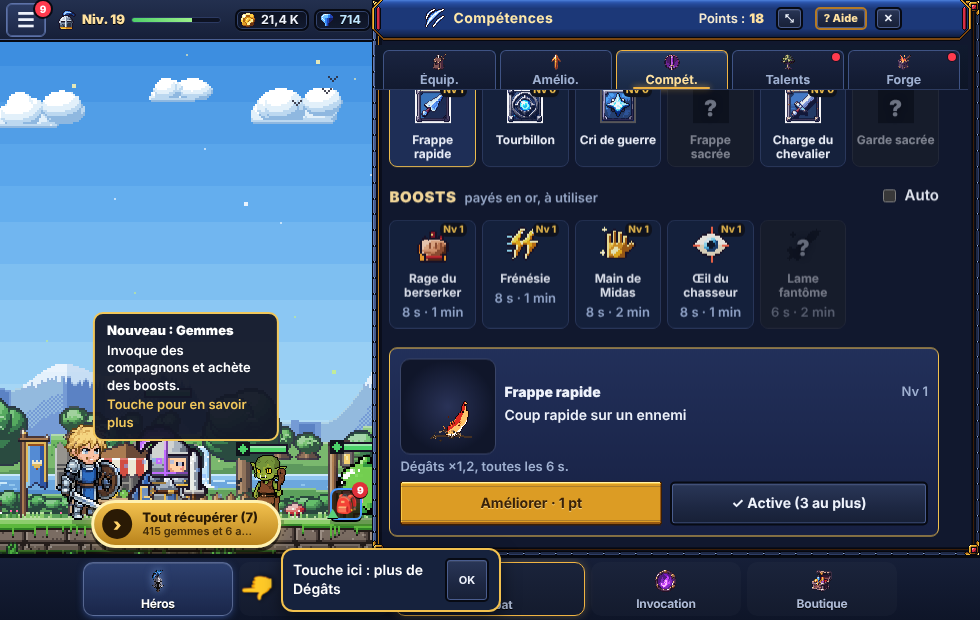 9
Niv. 19
21,4 K
714
Compétences
Points : 18
? Aide
Équip.
Amélio.
Compét.
Talents
Forge
Frappe rapide
Tourbillon
Cri de guerre
?
Frappe sacrée
Charge du chevalier
?
Garde sacrée
BOOSTS payés en or, à utiliser
Auto
Nv 1
Rage du berserker
8 s · 1 min
Nv 1
Frénésie
8 s · 1 min
Nv 1
Main de Midas
8 s · 2 min
Nv 1
Œil du chasseur
8 s · 1 min
?
Lame fantôme
6 s · 2 min
Frappe rapide
Nv 1
Coup rapide sur un ennemi
Dégâts ×1,2, toutes les 6 s.
Améliorer · 1 pt
✓ Active (3 au plus)
Nouveau : Gemmes
Invoque des
compagnons et achète
des boosts.
Touche pour en savoir
plus
9
Tout récupérer (7)
415 gemmes et 6 a...
Touche ici : plus de
Dégâts
OK
Héros
Invocation
Boutique